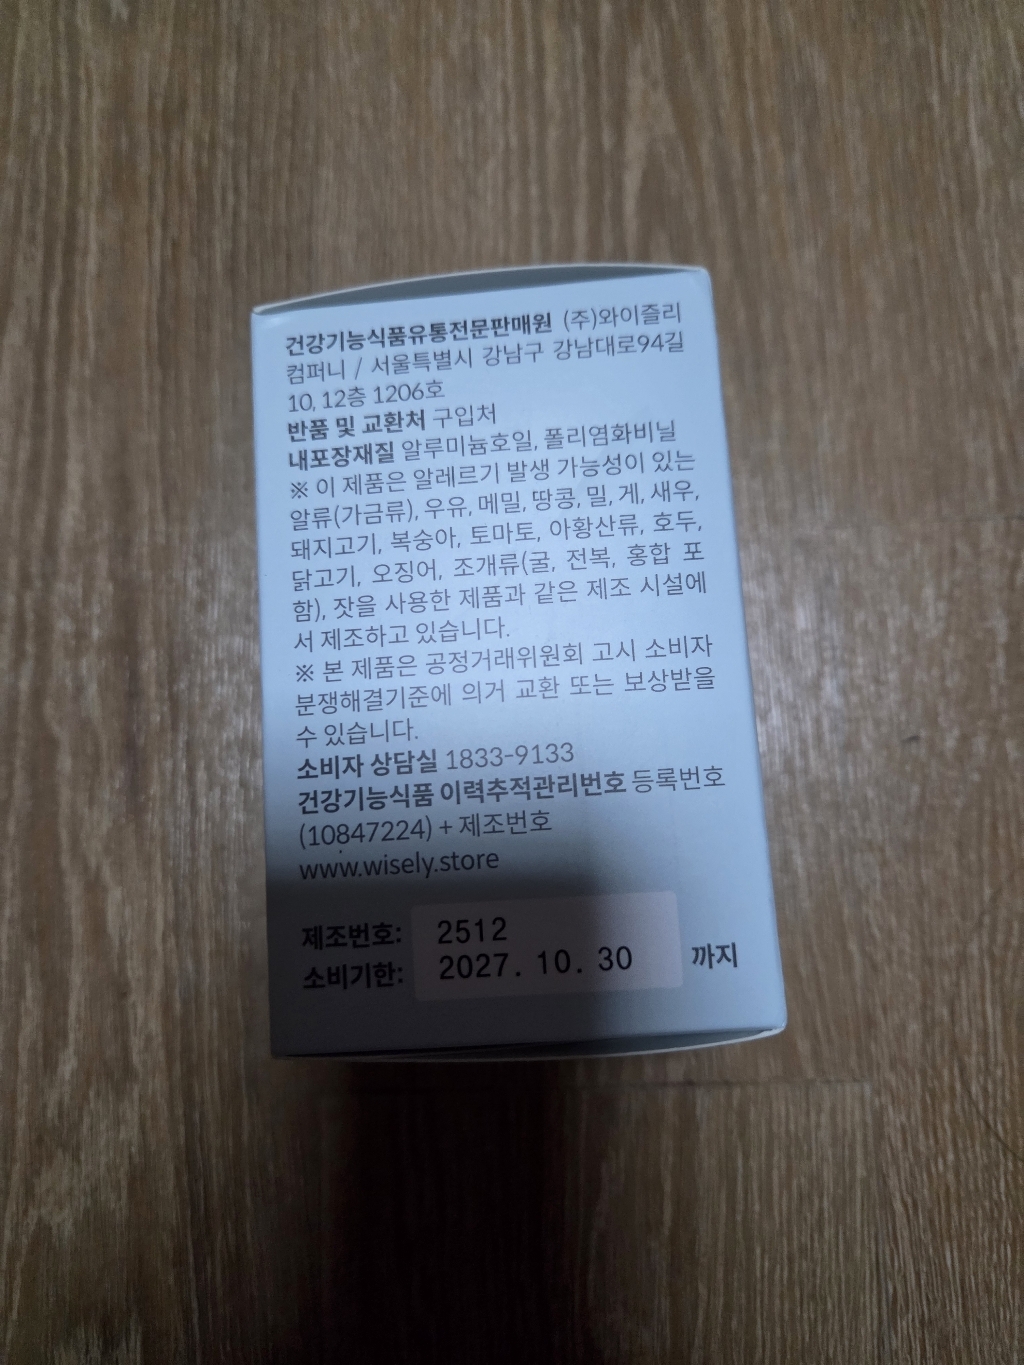 건강기능식품유통전문판매원 (주)와이즐리
컴퍼니 / 서울특별시 강남구 강남대로94길
10, 12층 1206호
반품 및 교환처 구입처
내포장재질 알루미늄호일, 폴리염화비닐
※ 이 제품은 알레르기 발생 가능성이 있는
알류(가금류), 우유, 메밀, 땅콩, 밀, 게, 새우,
돼지고기, 복숭아, 토마토, 아황산류, 호두,
닭고기, 오징어, 조개류(굴, 전복, 홍합 포
함), 잣을 사용한 제품과 같은 제조 시설에
서 제조하고 있습니다.
※ 본 제품은 공정거래위원회 고시 소비자
분쟁해결기준에 의거 교환 또는 보상받을
수 있습니다.
소비자 상담실 1833-9133
건강기능식품 이력추적관리번호 등록번호
(10847224) + 제조번호
www.wisely.store
제조번호: 2512
소비기한: 2027. 10. 30 까지